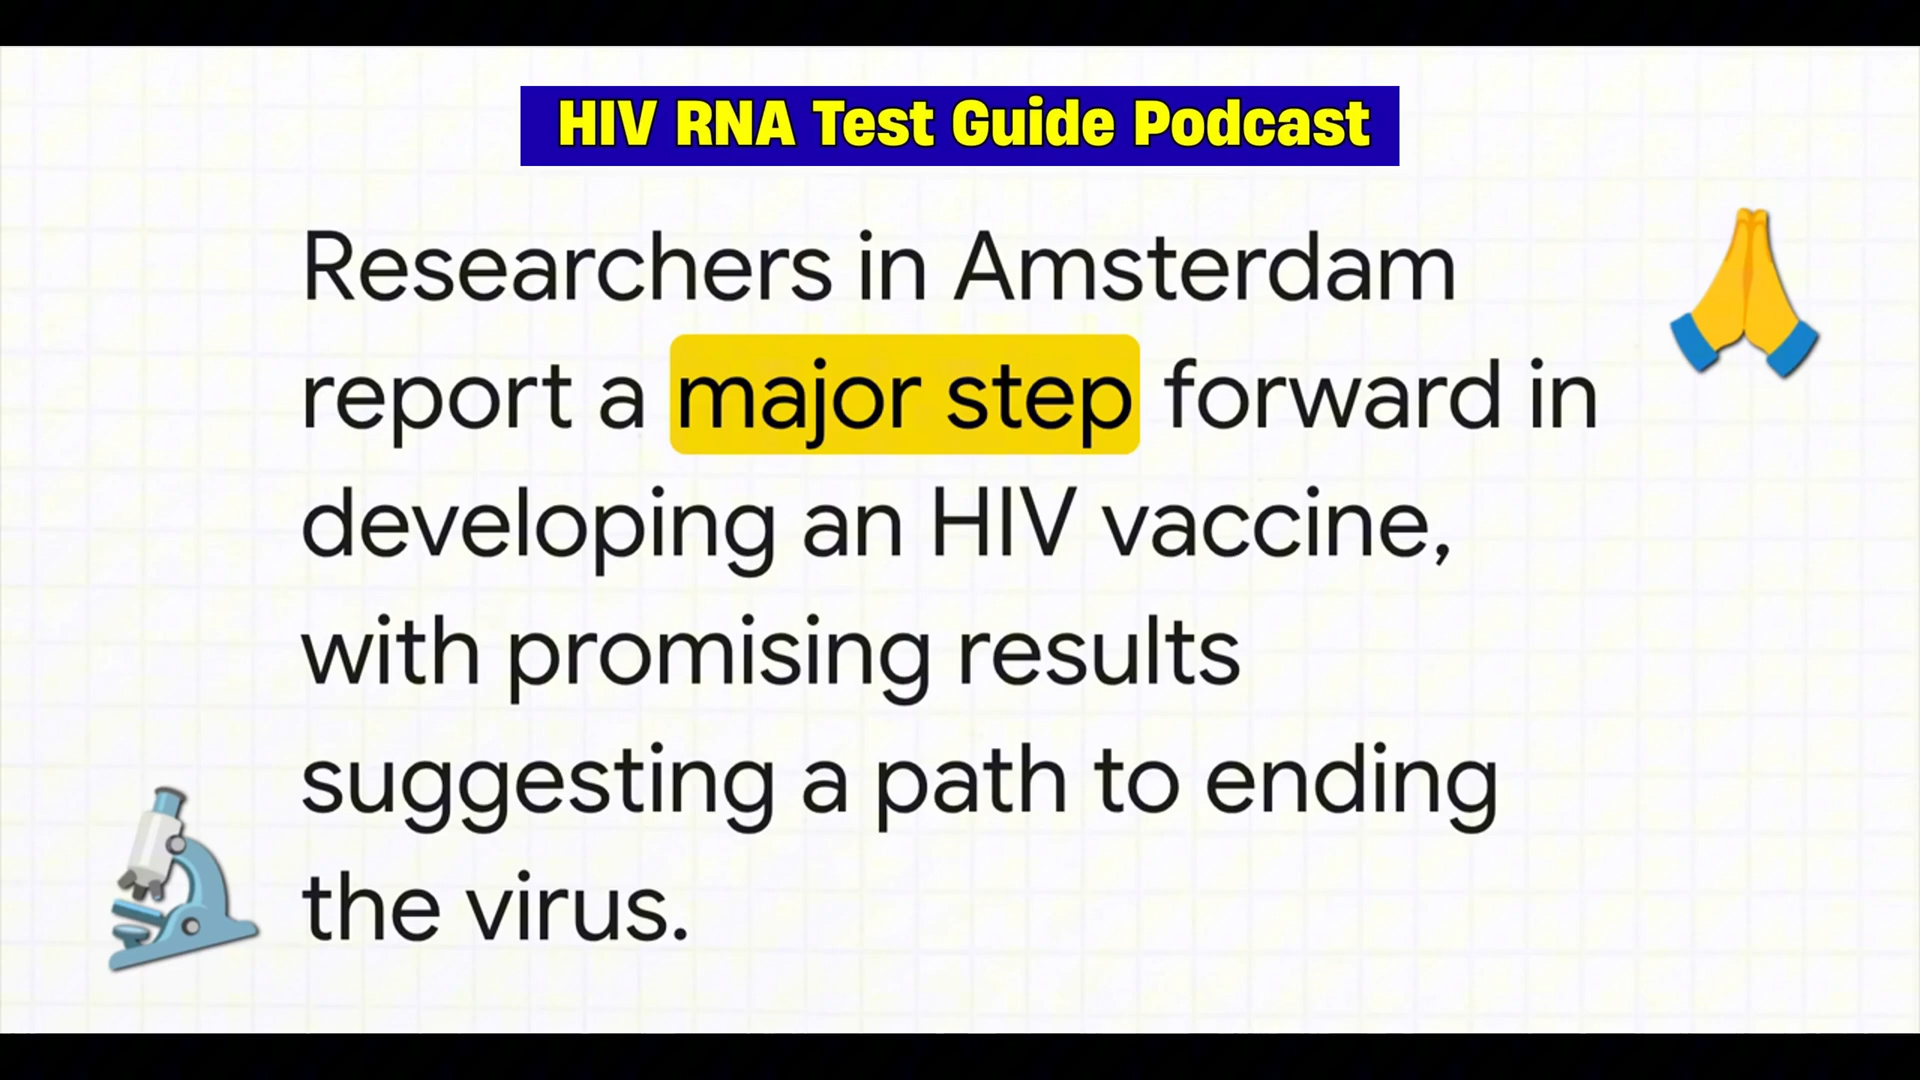 HIV RNA Test Guide Podcast
Researchers in Amsterdam
report a major step forward in
developing an HIV vaccine,
with promising results
suggesting a path to ending
the virus.